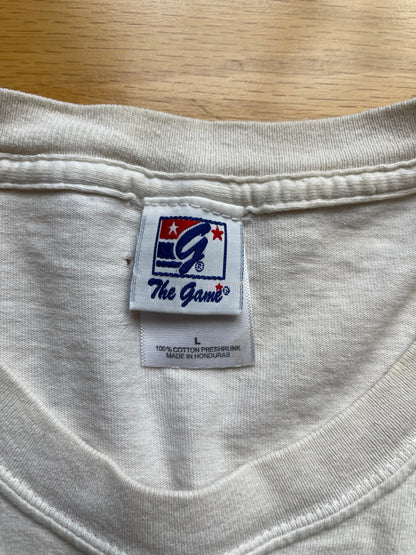 G®
The Game®
L
100% COTTON PRESHRUNK
MADE IN HONDURAS